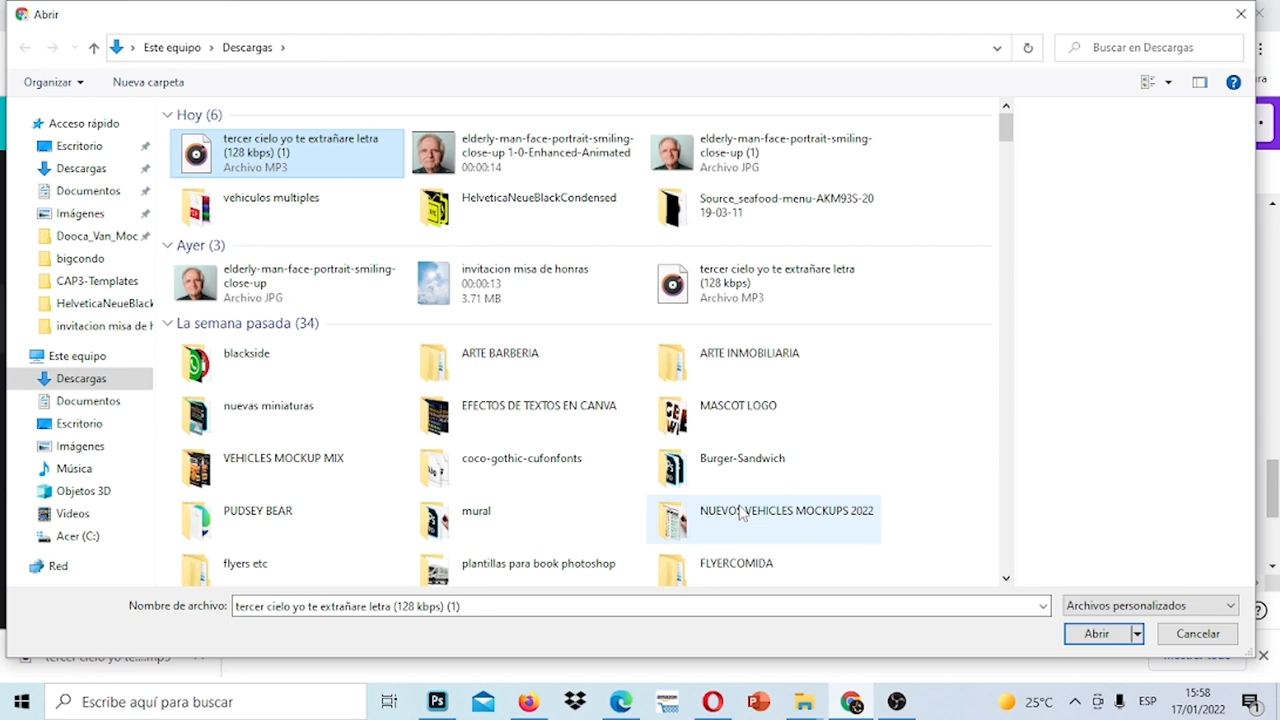 Abrir
Este equipo › Descargas ›
Buscar en Descargas
Organizar
Nueva carpeta
Acceso rápido
Escritorio
Descargas
Documentos
Imágenes
Dooca_Van_Moc
bigcondo
CAP3-Templates
HelveticaNeueBlack
invitacion misa de h
Este equipo
Descargas
Documentos
Escritorio
Imágenes
Música
Objetos 3D
Videos
Acer (C:)
Red
Hoy (6)
tercer cielo yo te extrañare letra
(128 kbps) (1)
Archivo MP3
elderly-man-face-portrait-smiling-
close-up 1-0-Enhanced-Animated
00:00:14
elderly-man-face-portrait-smiling-
close-up (1)
Archivo JPG
vehiculos multiples
HelveticaNeueBlackCondensed
Source_seafood-menu-AKM93S-20
19-03-11
Ayer (3)
elderly-man-face-portrait-smiling-
close-up
Archivo JPG
invitacion misa de honras
00:00:13
3.71 MB
tercer cielo yo te extrañare letra
(128 kbps)
Archivo MP3
La semana pasada (34)
blackside
ARTE BARBERIA
ARTE INMOBILIARIA
nuevas miniaturas
EFECTOS DE TEXTOS EN CANVA
MASCOT LOGO
VEHICLES MOCKUP MIX
coco-gothic-cufonfonts
Burger-Sandwich
PUDSEY BEAR
mural
NUEVOS VEHICLES MOCKUPS 2022
flyers etc
plantillas para book photoshop
FLYERCOMIDA
Nombre de archivo:
tercer cielo yo te extrañare letra (128 kbps) (1)
Archivos personalizados
Abrir
Cancelar
Escribe aquí para buscar
25°C
ESP
15:58
17/01/2022